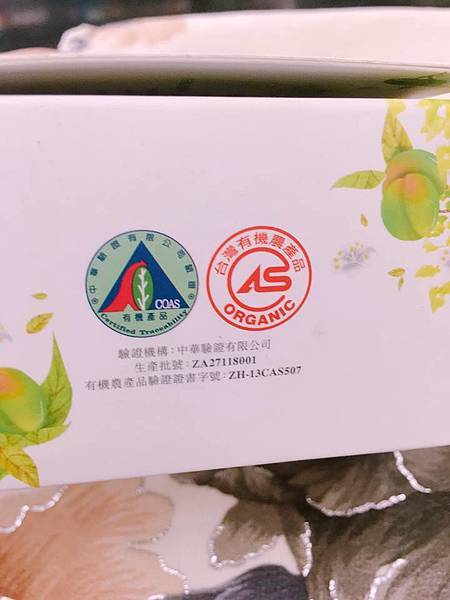 中華驗證有限公司驗證
COAS
有機產品
Certified Traceability
台灣有機農產品
CAS
ORGANIC
驗證機構：中華驗證有限公司
生產批號：ZA27118001
有機農產品驗證證書字號：ZH-13CAS507